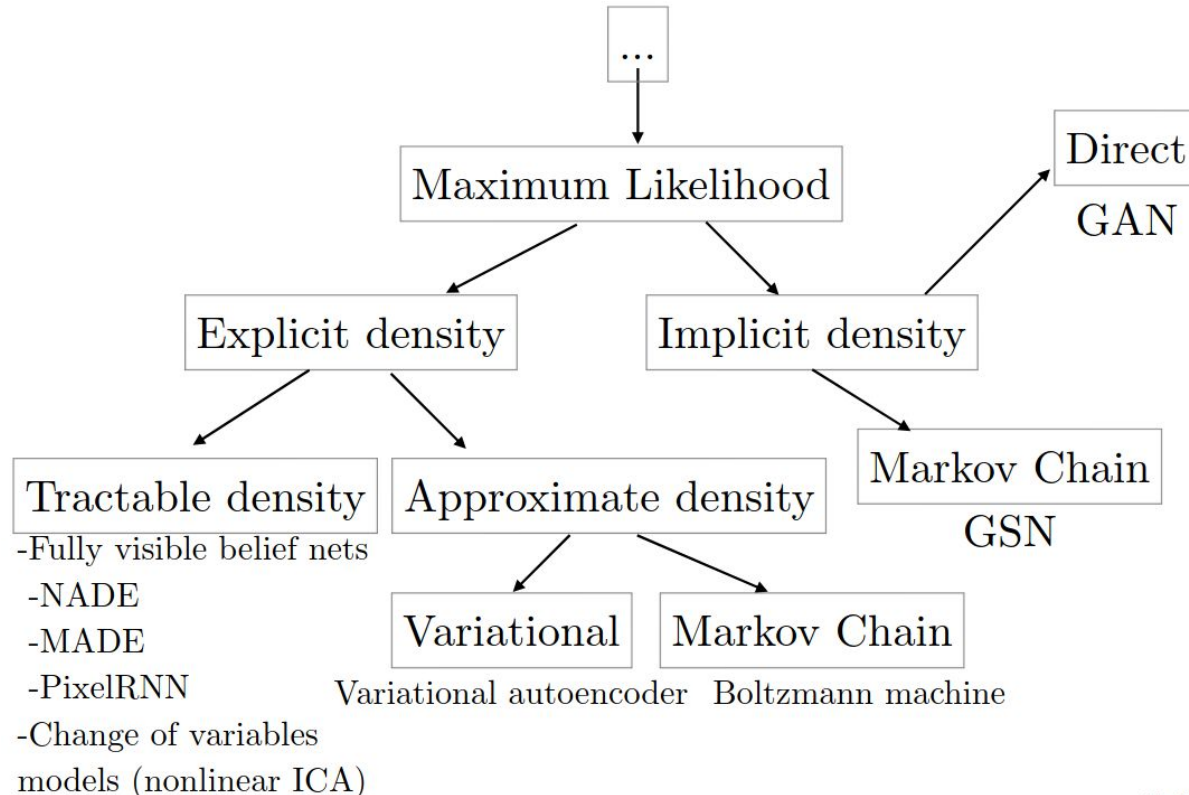 ...
Maximum Likelihood
Direct
GAN
Explicit density
Implicit density
Tractable density
-Fully visible belief nets
-NADE
-MADE
-PixelRNN
-Change of variables
models (nonlinear ICA)
Approximate density
Markov Chain
GSN
Variational
Variational autoencoder
Markov Chain
Boltzmann machine